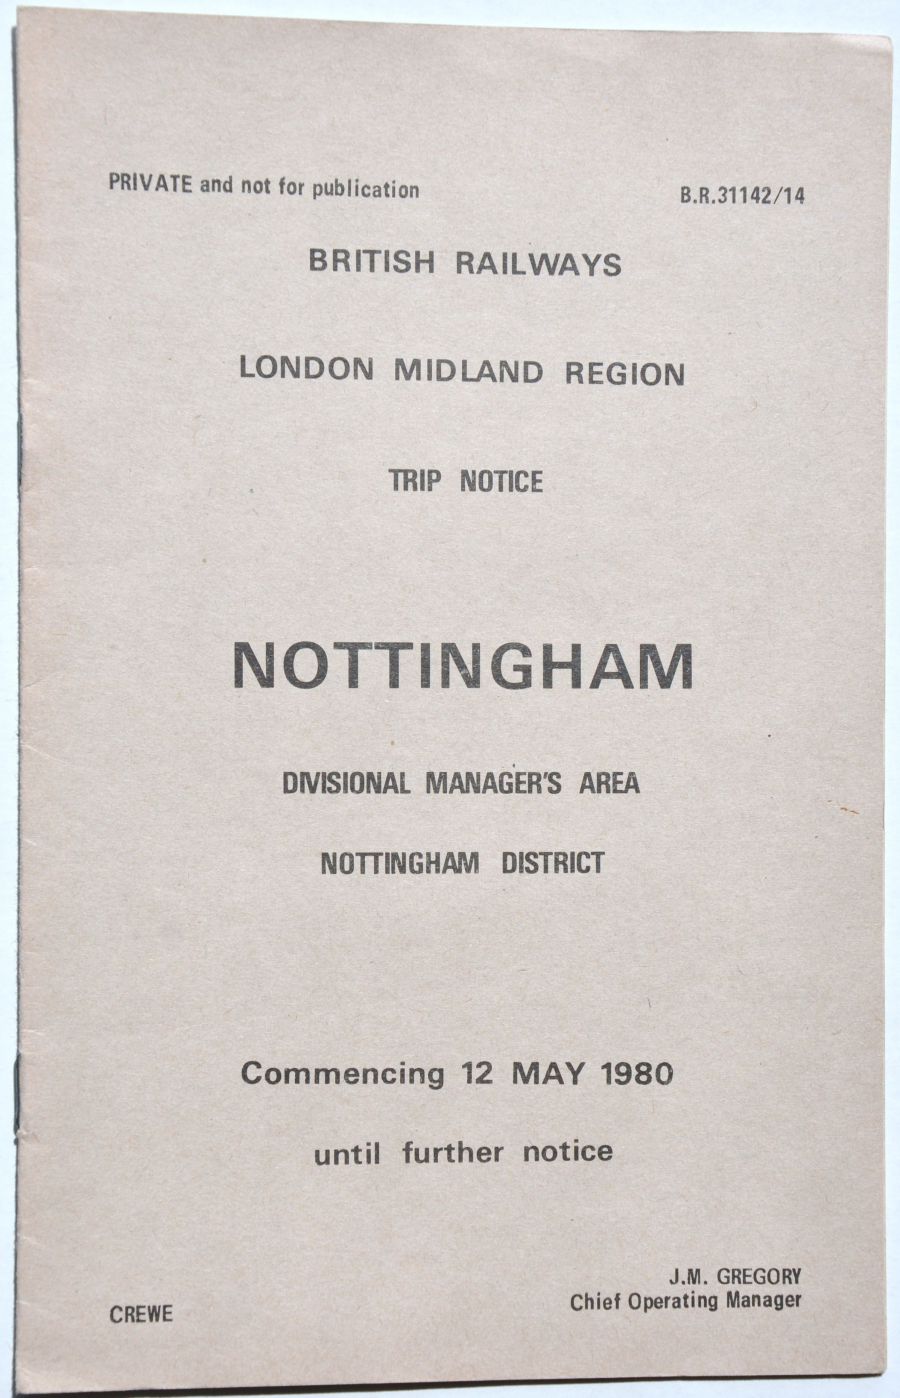 PRIVATE and not for publication
B.R.31142/14
BRITISH RAILWAYS
LONDON MIDLAND REGION
TRIP NOTICE
NOTTINGHAM
DIVISIONAL MANAGER'S AREA
NOTTINGHAM DISTRICT
Commencing 12 MAY 1980
until further notice
J.M. GREGORY
Chief Operating Manager
CREWE